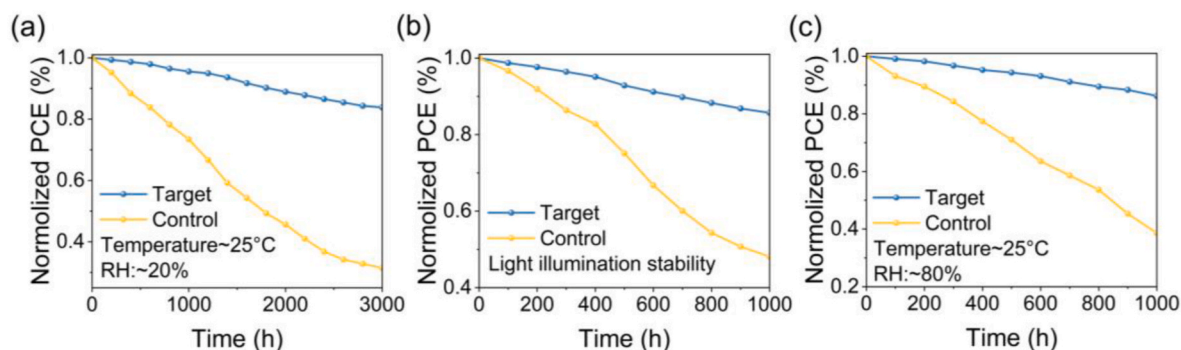 (a)
Normolized PCE (%)
1.0
0.8
0.6
0.4
Target
Control
Temperature~25°C
RH:~20%
0 1000 2000 3000
Time (h)
(b)
Normolized PCE (%)
1.0
0.8
0.6
0.4
Target
Control
Light illumination stability
0 200 400 600 800 1000
Time (h)
(c)
Normolized PCE (%)
1.0
0.8
0.6
0.4
0.2
Target
Control
Temperature~25°C
RH:~80%
0 200 400 600 800 1000
Time (h)